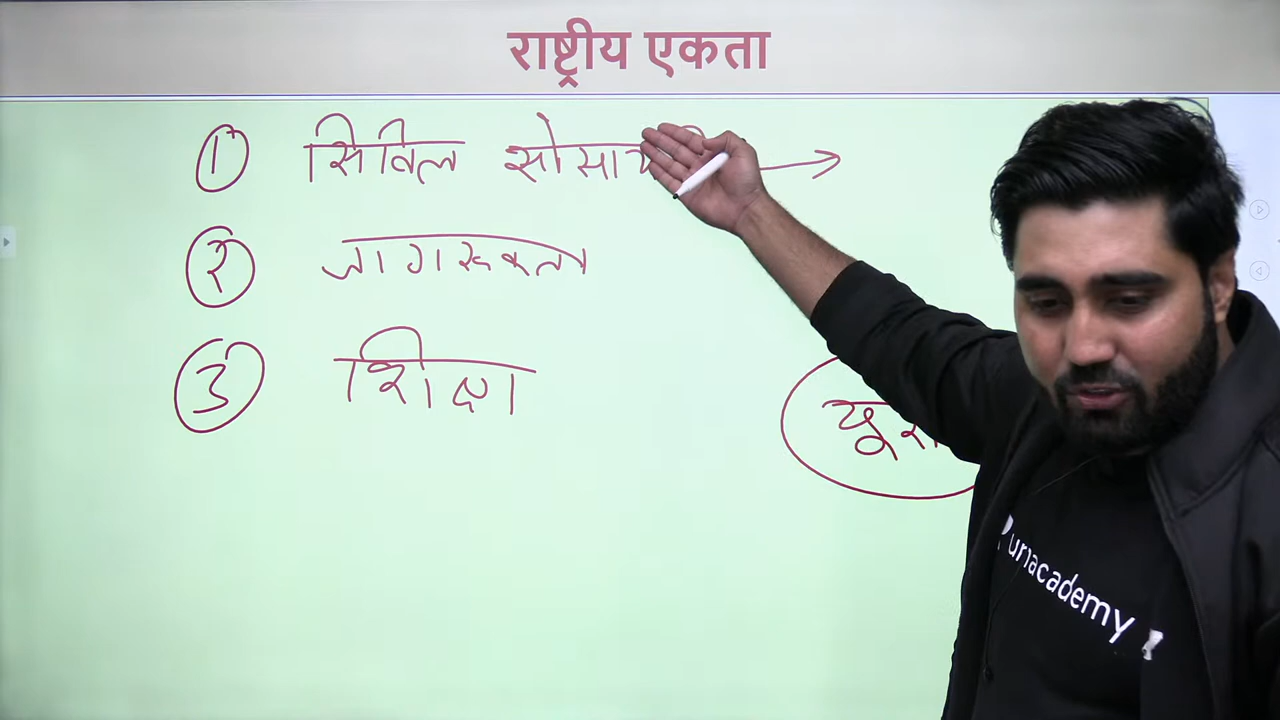 राष्ट्रीय एकता
① सिविल सोसाय →
② जागरूकता
③ शिक्षा
unacademy